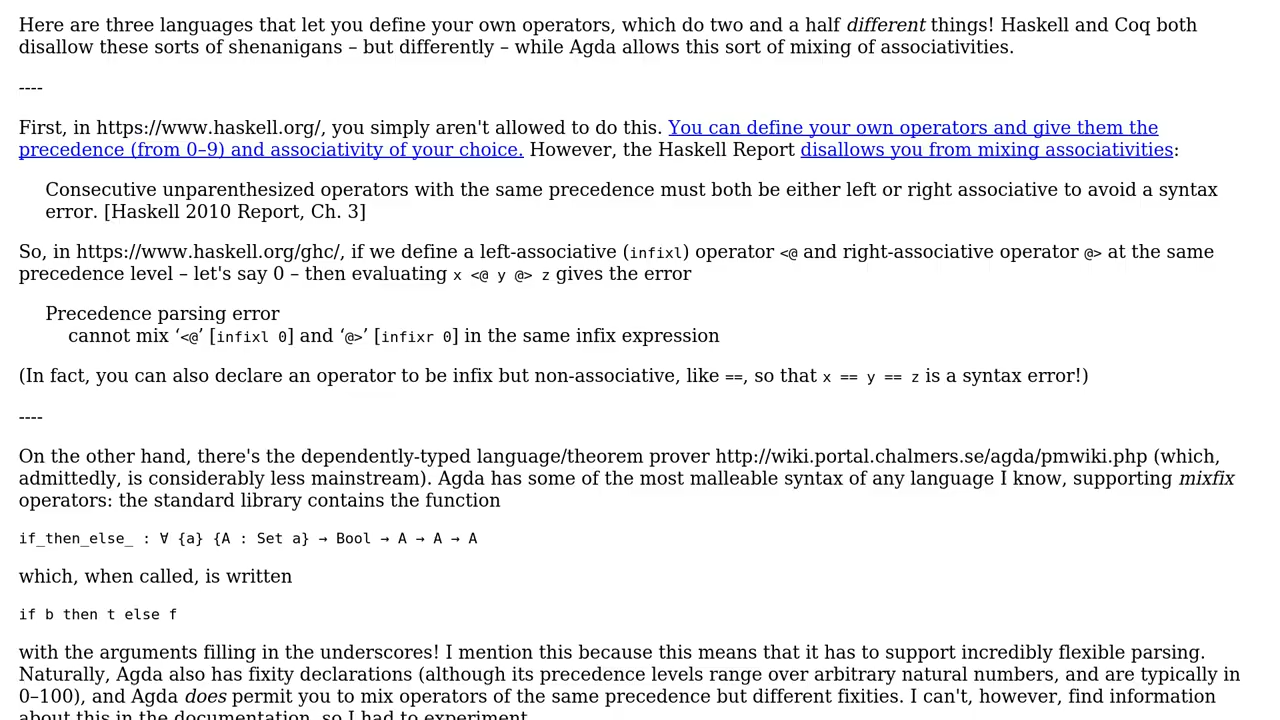 Here are three languages that let you define your own operators, which do two and a half different things! Haskell and Coq both
disallow these sorts of shenanigans – but differently – while Agda allows this sort of mixing of associativities.
----
First, in https://www.haskell.org/, you simply aren't allowed to do this. You can define your own operators and give them the
precedence (from 0–9) and associativity of your choice. However, the Haskell Report disallows you from mixing associativities:
Consecutive unparenthesized operators with the same precedence must both be either left or right associative to avoid a syntax
error. [Haskell 2010 Report, Ch. 3]
So, in https://www.haskell.org/ghc/, if we define a left-associative (infixl) operator <@ and right-associative operator @> at the same
precedence level – let's say 0 – then evaluating x <@ y @> z gives the error
Precedence parsing error
cannot mix ‘<@’ [infixl 0] and ‘@>’ [infixr 0] in the same infix expression
(In fact, you can also declare an operator to be infix but non-associative, like ==, so that x == y == z is a syntax error!)
----
On the other hand, there's the dependently-typed language/theorem prover http://wiki.portal.chalmers.se/agda/pmwiki.php (which,
admittedly, is considerably less mainstream). Agda has some of the most malleable syntax of any language I know, supporting mixfix
operators: the standard library contains the function
if_then_else_ : ∀ {a} {A : Set a} → Bool → A → A → A
which, when called, is written
if b then t else f
with the arguments filling in the underscores! I mention this because this means that it has to support incredibly flexible parsing.
Naturally, Agda also has fixity declarations (although its precedence levels range over arbitrary natural numbers, and are typically in
0–100), and Agda does permit you to mix operators of the same precedence but different fixities. I can't, however, find information
about this in the documentation, so I had to experiment.